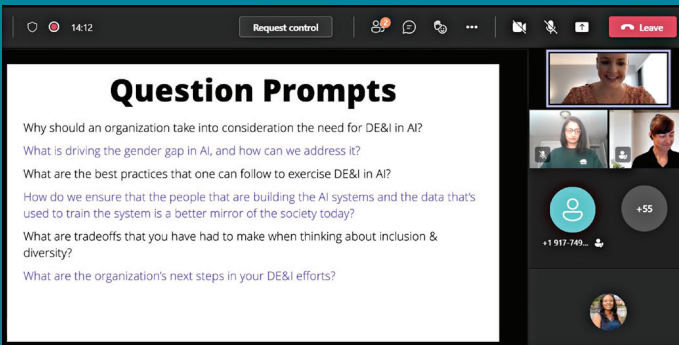 14:12
Request control
2
Leave
Question Prompts
Why should an organization take into consideration the need for DE&I in AI?
What is driving the gender gap in AI, and how can we address it?
What are the best practices that one can follow to exercise DE&I in AI?
How do we ensure that the people that are building the AI systems and the data that's
used to train the system is a better mirror of the society today?
What are tradeoffs that you have had to make when thinking about inclusion &
diversity?
What are the organization's next steps in your DE&I efforts?
+55
+1 917-749...